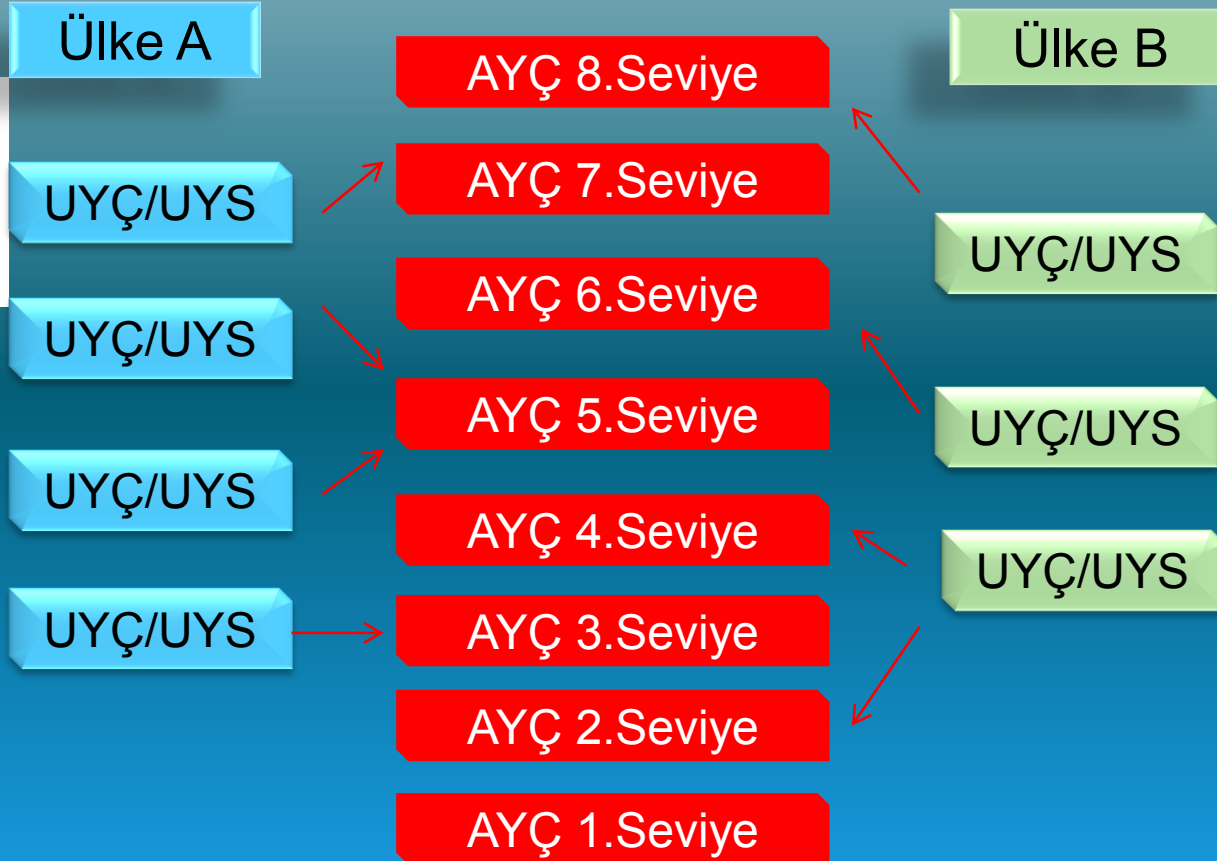 Ülke A
UYÇ/UYS
UYÇ/UYS
UYÇ/UYS
UYÇ/UYS
AYÇ 8.Seviye
AYÇ 7.Seviye
AYÇ 6.Seviye
AYÇ 5.Seviye
AYÇ 4.Seviye
AYÇ 3.Seviye
AYÇ 2.Seviye
AYÇ 1.Seviye
Ülke B
UYÇ/UYS
UYÇ/UYS
UYÇ/UYS